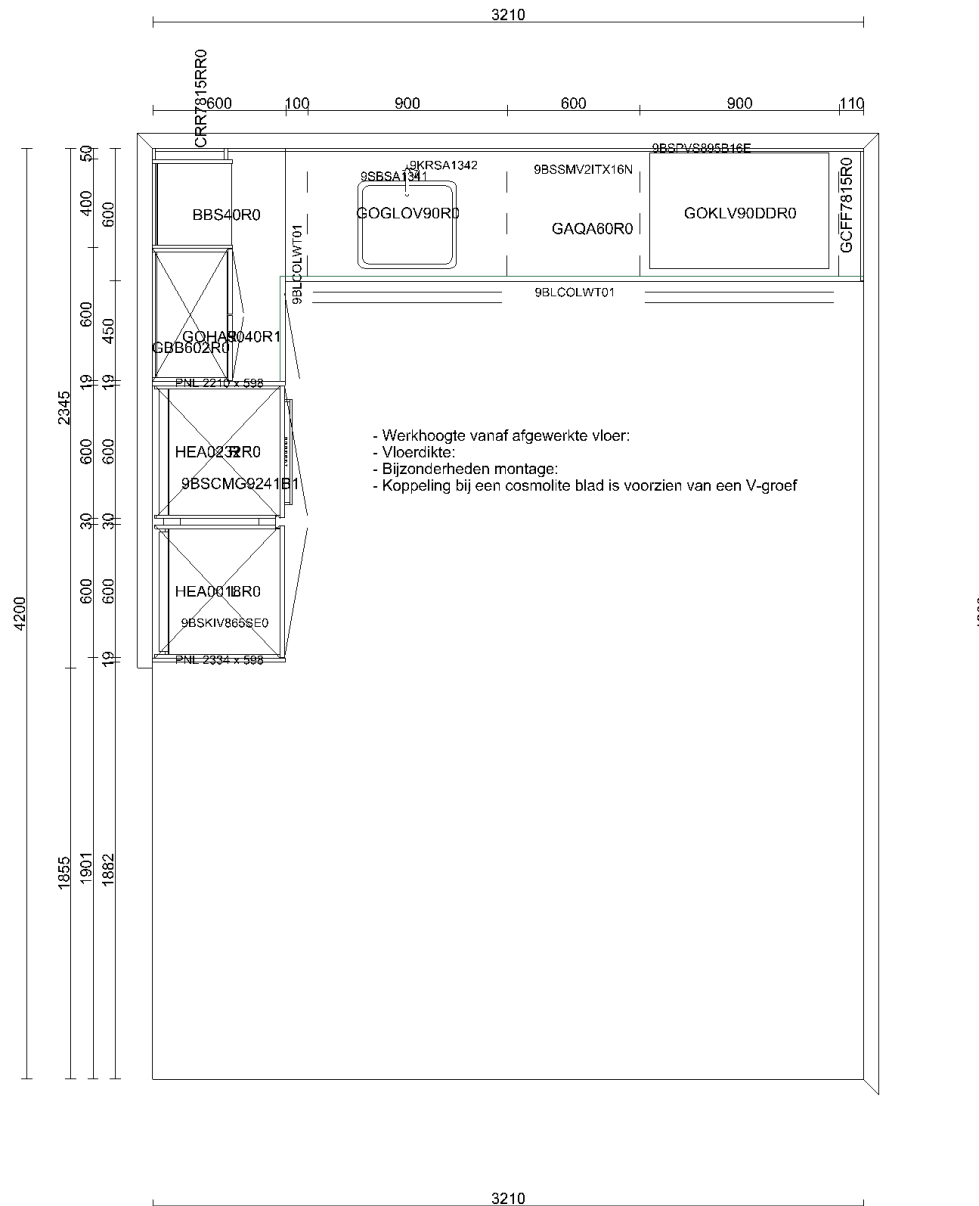 3210
CRR7815RR0
600
100
900
600
900
110
50
400
600
9BSPVS895B16E
9KRSA1342
9SBSA1341
9BSSMV2ITX16N
BBS40R0
GOGLOV90R0
GAQA60R0
GOKLV90DDR0
GCFF7815R0
9BLCOLWT01
9BLCOLWT01
600
450
GBB602R0
19
19
PNL 2210 x 598
2345
- Werkhoogte vanaf afgewerkte vloer:
- Vloerdikte:
- Bijzonderheden montage:
- Koppeling bij een cosmolite blad is voorzien van een V-groef
600
600
9BSCMG9241B1
30
30
4200
600
600
HEA0018R0
9BSKIV865SE0
19
PNL 2334 x 598
1855
1901
1882
3210